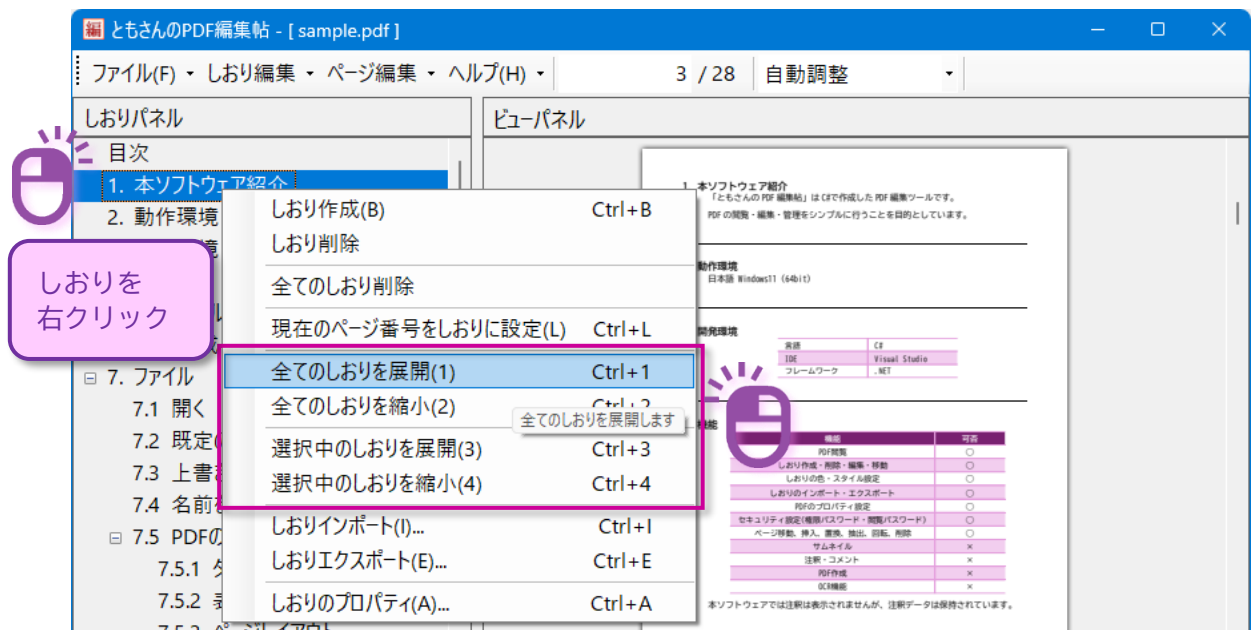 編 ともさんのPDF編集帖 - [ sample.pdf ]
ファイル(F) しおり編集 ページ編集 ヘルプ(H) 3 / 28 自動調整
しおりパネル
目次
1. 本ソフトウェア紹介
2. 動作環境
しおりを
右クリック
7. ファイル
7.1 開く
7.2 既定
7.3 上書
7.4 名前
7.5 PDFの
7.5.1
7.5.2
7.5.3 ページレイアウト
しおり作成(B) Ctrl+B
しおり削除
全てのしおり削除
現在のページ番号をしおりに設定(L) Ctrl+L
全てのしおりを展開(1) Ctrl+1
全てのしおりを縮小(2) Ctrl+2
全てのしおりを展開します
選択中のしおりを展開(3) Ctrl+3
選択中のしおりを縮小(4) Ctrl+4
しおりインポート(I)... Ctrl+I
しおりエクスポート(E)... Ctrl+E
しおりのプロパティ(A)... Ctrl+A
ビューパネル
1. 本ソフトウェア紹介
「ともさんの PDF 編集帖」は C#で作成した PDF 編集ツールです。
PDF の閲覧・編集・管理をシンプルに行うことを目的としています。
動作環境
日本語 Windows11 (64bit)
開発環境
言語 C#
IDE Visual Studio
フレームワーク .NET
機能
機能 可否
PDF閲覧 ○
しおり作成・削除・編集・移動 ○
しおりの色・スタイル設定 ○
しおりのインポート・エクスポート ○
PDFのプロパティ設定 ○
セキュリティ設定(権限パスワード・閲覧パスワード) ○
ページ移動、挿入、置換、抽出、回転、削除 ○
サムネイル ×
注釈・コメント ×
PDF作成 ×
OCR機能 ×
本ソフトウェアでは注釈は表示されませんが、注釈データは保持されています。